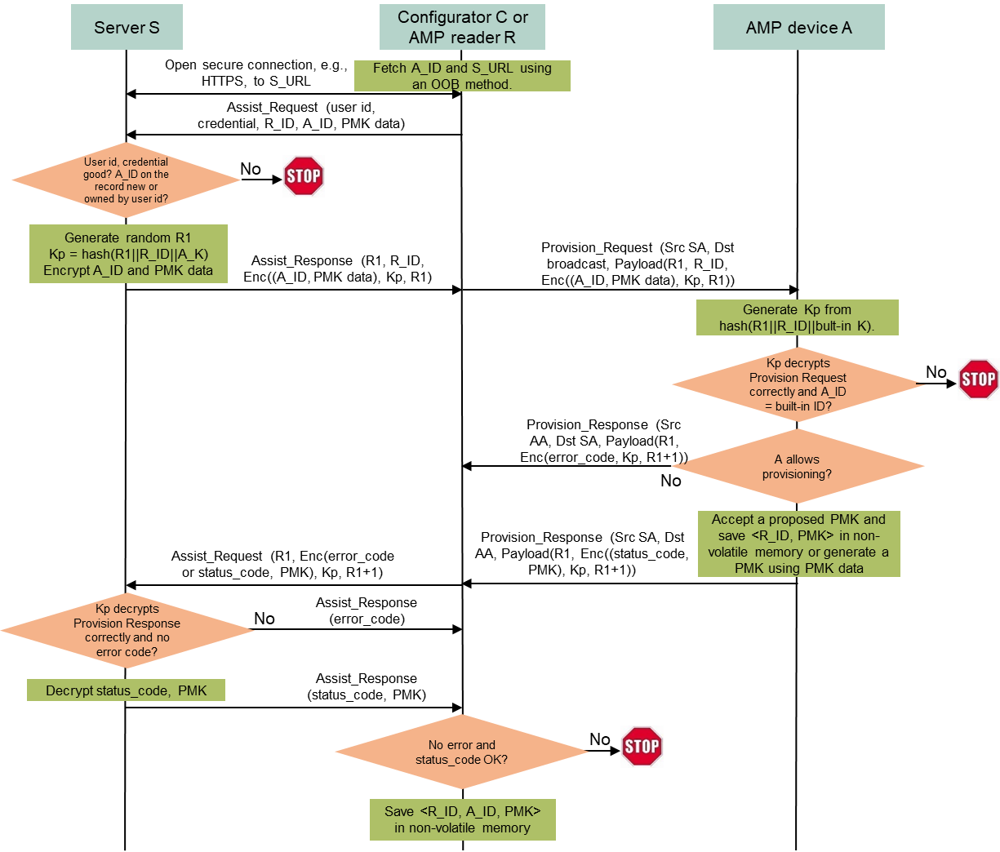 Server S
Configurator C or
AMP reader R
AMP device A
Open secure connection, e.g.,
HTTPS, to S_URL
Fetch A_ID and S_URL using
an OOB method.
Assist_Request (user id,
credential, R_ID, A_ID, PMK data)
User id, credential
good? A_ID on the
record new or
owned by user id?
No
STOP
Generate random R1
Kp = hash(R1||R_ID||A_K)
Encrypt A_ID and PMK data
Assist_Response (R1, R_ID,
Enc((A_ID, PMK data), Kp, R1)
Provision_Request (Src SA, Dst
broadcast, Payload(R1, R_ID,
Enc((A_ID, PMK data), Kp, R1))
Generate Kp from
hash(R1||R_ID||bult-in K).
Kp decrypts
Provision Request
correctly and A_ID
= built-in ID?
No
STOP
Provision_Response (Src
AA, Dst SA, Payload(R1,
Enc(error_code, Kp, R1+1))
A allows
provisioning?
No
Accept a proposed PMK and
save <R_ID, PMK> in non-
volatile memory or generate a
PMK using PMK data
Provision_Response (Src SA, Dst
AA, Payload(R1, Enc((status_code,
PMK), Kp, R1+1))
Assist_Request (R1, Enc(error_code
or status_code, PMK), Kp, R1+1)
Kp decrypts
Provision Response
correctly and no
error code?
No
Assist_Response
(error_code)
Decrypt status_code, PMK
Assist_Response
(status_code, PMK)
No error and
status_code OK?
No
STOP
Save <R_ID, A_ID, PMK>
in non-volatile memory